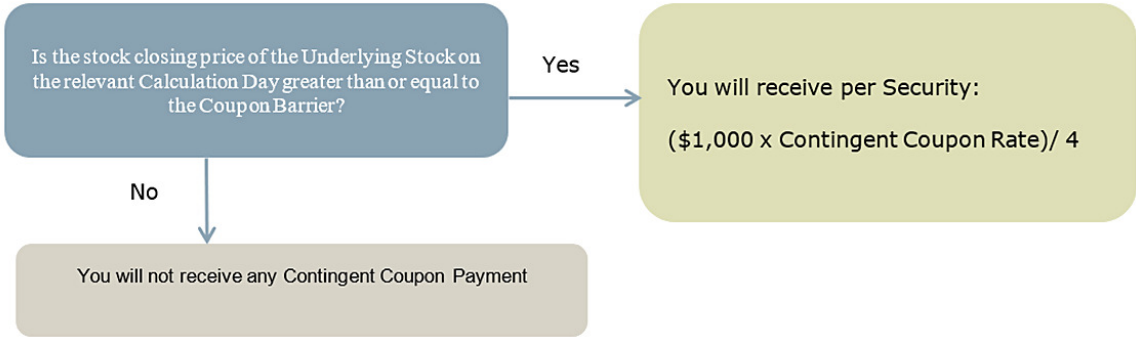 Is the stock closing price of the Underlying Stock on
the relevant Calculation Day greater than or equal to
the Coupon Barrier?
Yes
You will receive per Security:
($1,000 x Contingent Coupon Rate)/ 4
No
You will not receive any Contingent Coupon Payment